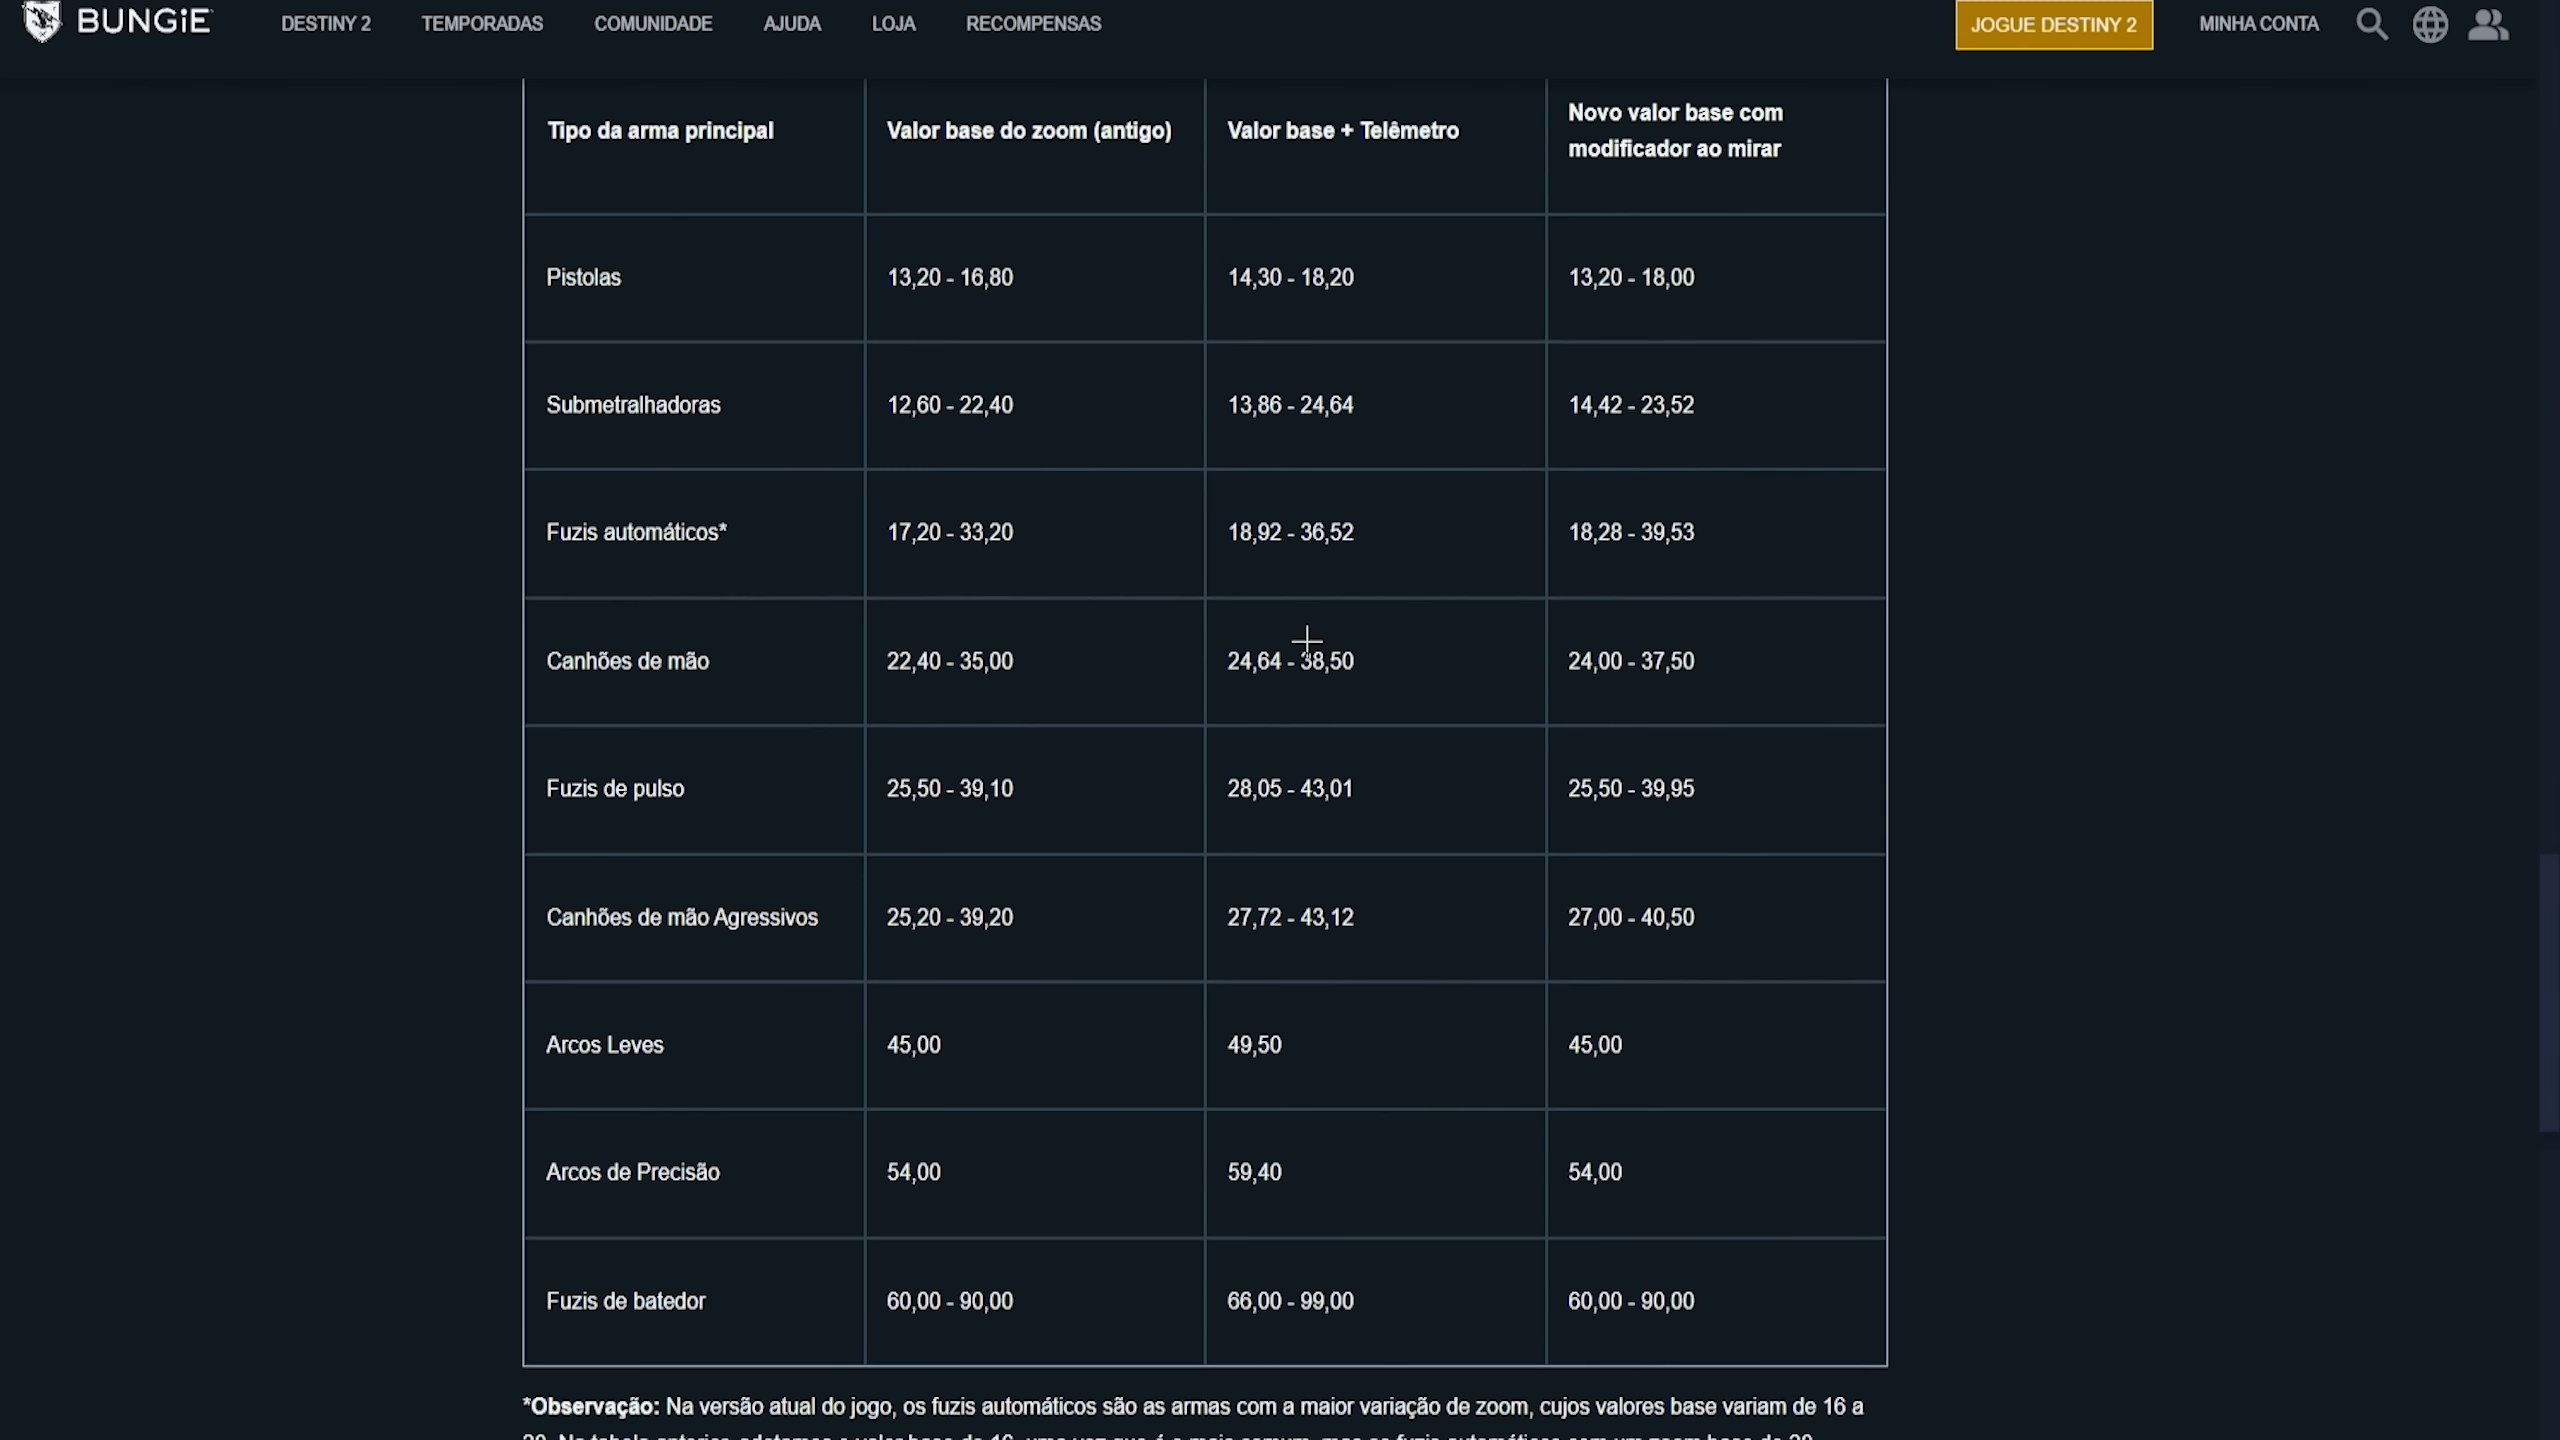 BUNGiE DESTINY 2 TEMPORADAS COMUNIDADE AJUDA LOJA RECOMPENSAS JOGUE DESTINY 2 MINHA CONTA
Tipo da arma principal Valor base do zoom (antigo) Valor base + Telêmetro Novo valor base com
modificador ao mirar
Pistolas 13,20 - 16,80 14,30 - 18,20 13,20 - 18,00
Submetralhadoras 12,60 - 22,40 13,86 - 24,64 14,42 - 23,52
Fuzis automáticos* 17,20 - 33,20 18,92 - 36,52 18,28 - 39,53
Canhões de mão 22,40 - 35,00 24,64 - 38,50 24,00 - 37,50
Fuzis de pulso 25,50 - 39,10 28,05 - 43,01 25,50 - 39,95
Canhões de mão Agressivos 25,20 - 39,20 27,72 - 43,12 27,00 - 40,50
Arcos Leves 45,00 49,50 45,00
Arcos de Precisão 54,00 59,40 54,00
Fuzis de batedor 60,00 - 90,00 66,00 - 99,00 60,00 - 90,00
*Observação: Na versão atual do jogo, os fuzis automáticos são as armas com a maior variação de zoom, cujos valores base variam de 16 a